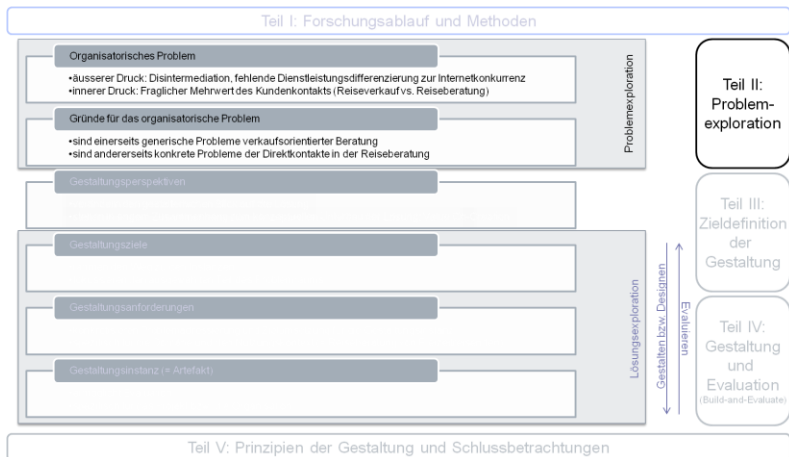 Teil I: Forschungsablauf und Methoden
Organisatorisches Problem
•äusserer Druck: Disintermediation, fehlende Dienstleistungsdifferenzierung zur Internetkonkurrenz
•innerer Druck: Fraglicher Mehrwert des Kundenkontakts (Reiseverkauf vs. Reiseberatung)
Gründe für das organisatorische Problem
•sind einerseits generische Probleme verkaufsorientierter Beratung
•sind andererseits konkrete Probleme der Direktkontakte in der Reiseberatung
Problemexploration
Teil II:
Problem-
exploration
Gestaltungsperspektiven
Gestaltungsziele
Gestaltungsanforderungen
Gestaltungsinstanz (= Artefakt)
Lösungsexploration
Gestalten bzw. Designen
Evaluieren
Teil III:
Zieldefinition
der
Gestaltung
Teil IV:
Gestaltung
und
Evaluation
(Build-and-Evaluate)
Teil V: Prinzipien der Gestaltung und Schlussbetrachtungen